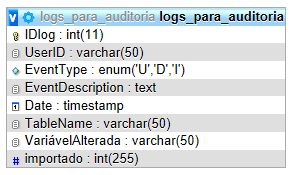 v logs_para_auditoria logs_para_auditoria
IDlog : int(11)
UserID : varchar(50)
EventType : enum('U','D','I')
EventDescription : text
Date : timestamp
TableName : varchar(50)
VariávelAlterada : varchar(50)
# importado : int(255)